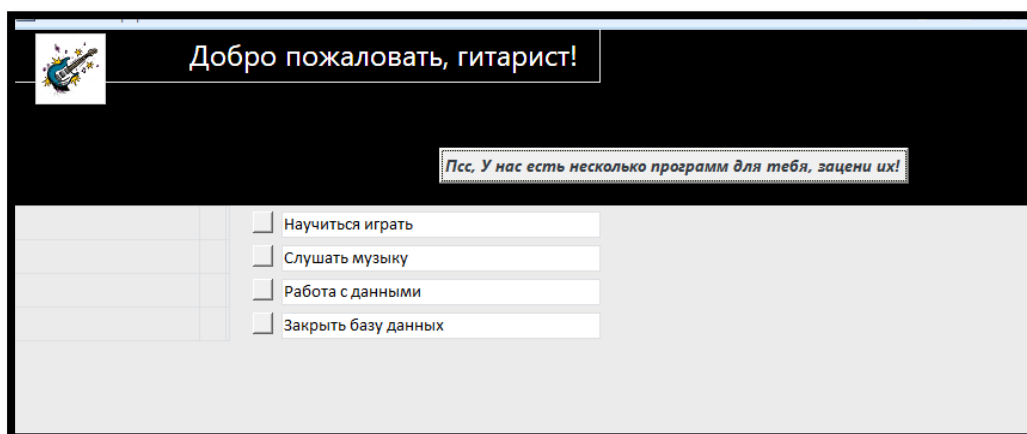 Добро пожаловать, гитарист!
Псс, У нас есть несколько программ для тебя, зацени их!
Научиться играть
Слушать музыку
Работа с данными
Закрыть базу данных